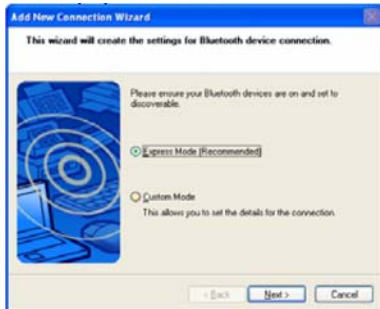 Add New Connection Wizard
This wizard will create the settings for Bluetooth device connection.
Please ensure your Bluetooth devices are on and set to
discoverable.
Express Mode (Recommended)
Custom Mode
This allows you to set the details for the connection.
< Back Next > Cancel